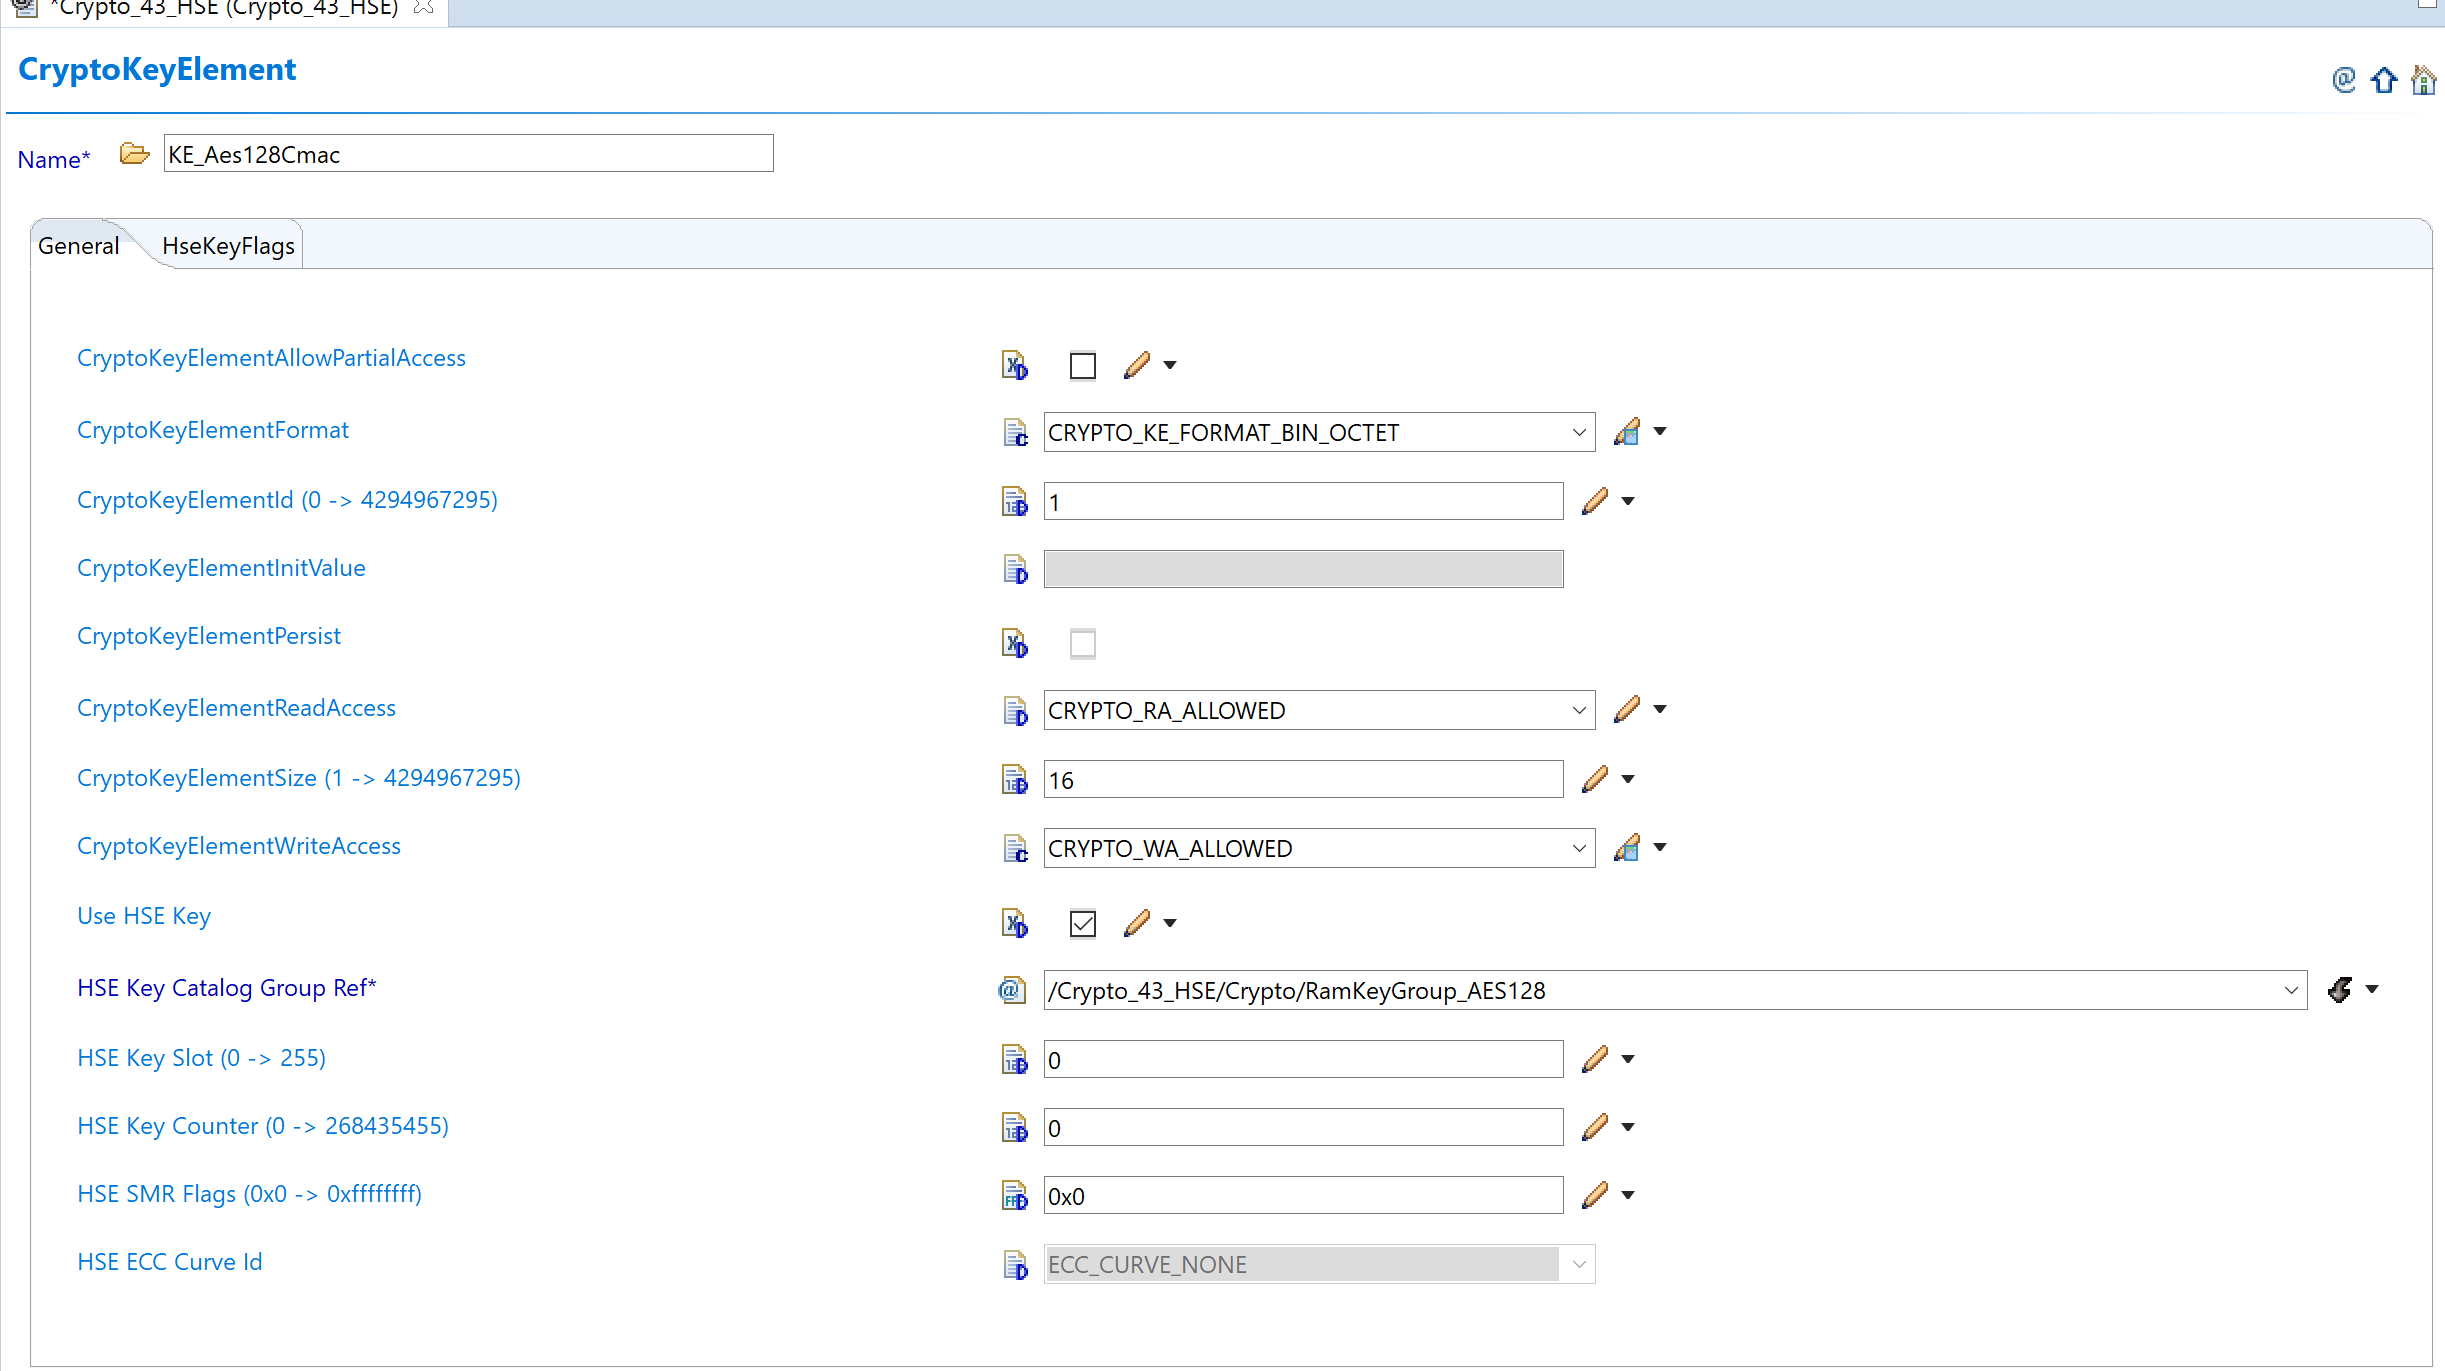 *Crypto_43_HSE (Crypto_43_HSE)
CryptoKeyElement
Name* KE_Aes128Cmac
General HseKeyFlags
CryptoKeyElementAllowPartialAccess
CryptoKeyElementFormat CRYPTO_KE_FORMAT_BIN_OCTET
CryptoKeyElementId (0 -> 4294967295) 1
CryptoKeyElementInitValue
CryptoKeyElementPersist
CryptoKeyElementReadAccess CRYPTO_RA_ALLOWED
CryptoKeyElementSize (1 -> 4294967295) 16
CryptoKeyElementWriteAccess CRYPTO_WA_ALLOWED
Use HSE Key
HSE Key Catalog Group Ref* /Crypto_43_HSE/Crypto/RamKeyGroup_AES128
HSE Key Slot (0 -> 255) 0
HSE Key Counter (0 -> 268435455) 0
HSE SMR Flags (0x0 -> 0xffffffff) 0x0
HSE ECC Curve Id ECC_CURVE_NONE